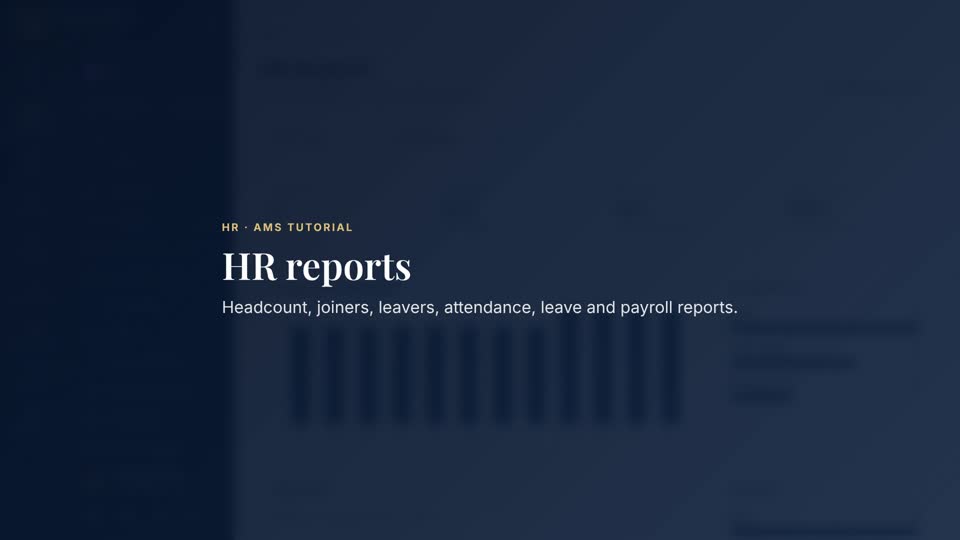 HR · AMS TUTORIAL
HR reports
Headcount, joiners, leavers, attendance, leave and payroll reports.